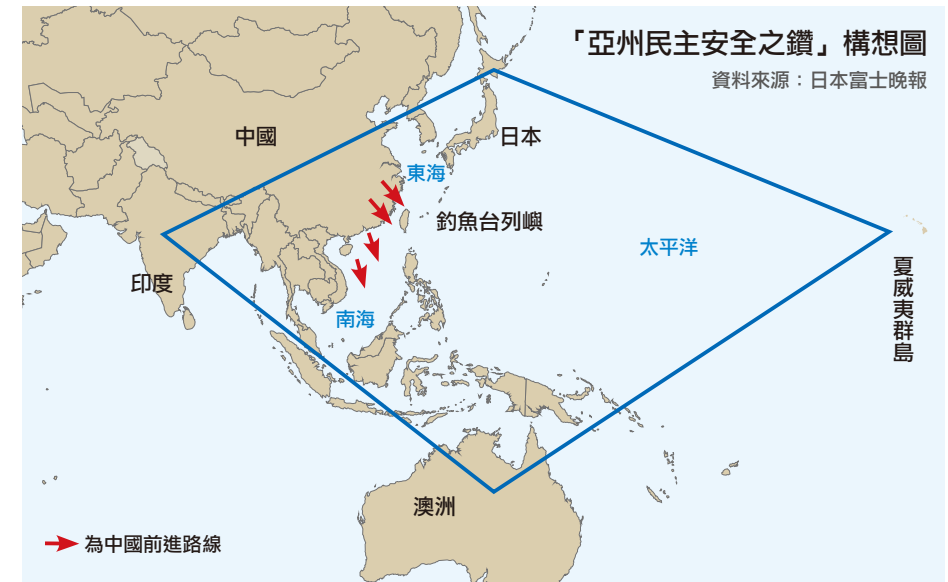 「亞州民主安全之鑽」構想圖
資料來源：日本富士晚報
中國
日本
東海
釣魚台列嶼
太平洋
印度
夏威夷群島
南海
澳洲
為中國前進路線